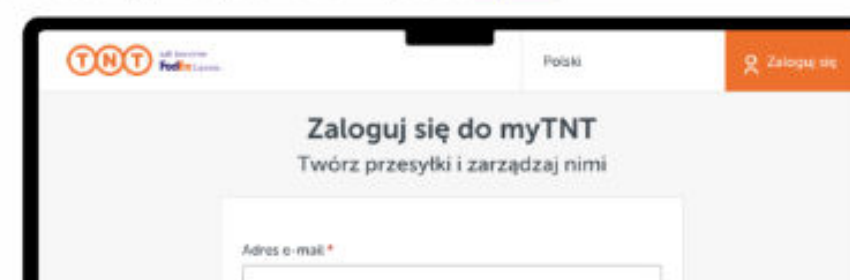 TNT
FedEx
Polski
Zaloguj się
Zaloguj się do myTNT
Twórz przesyłki i zarządzaj nimi
Adres e-mail *